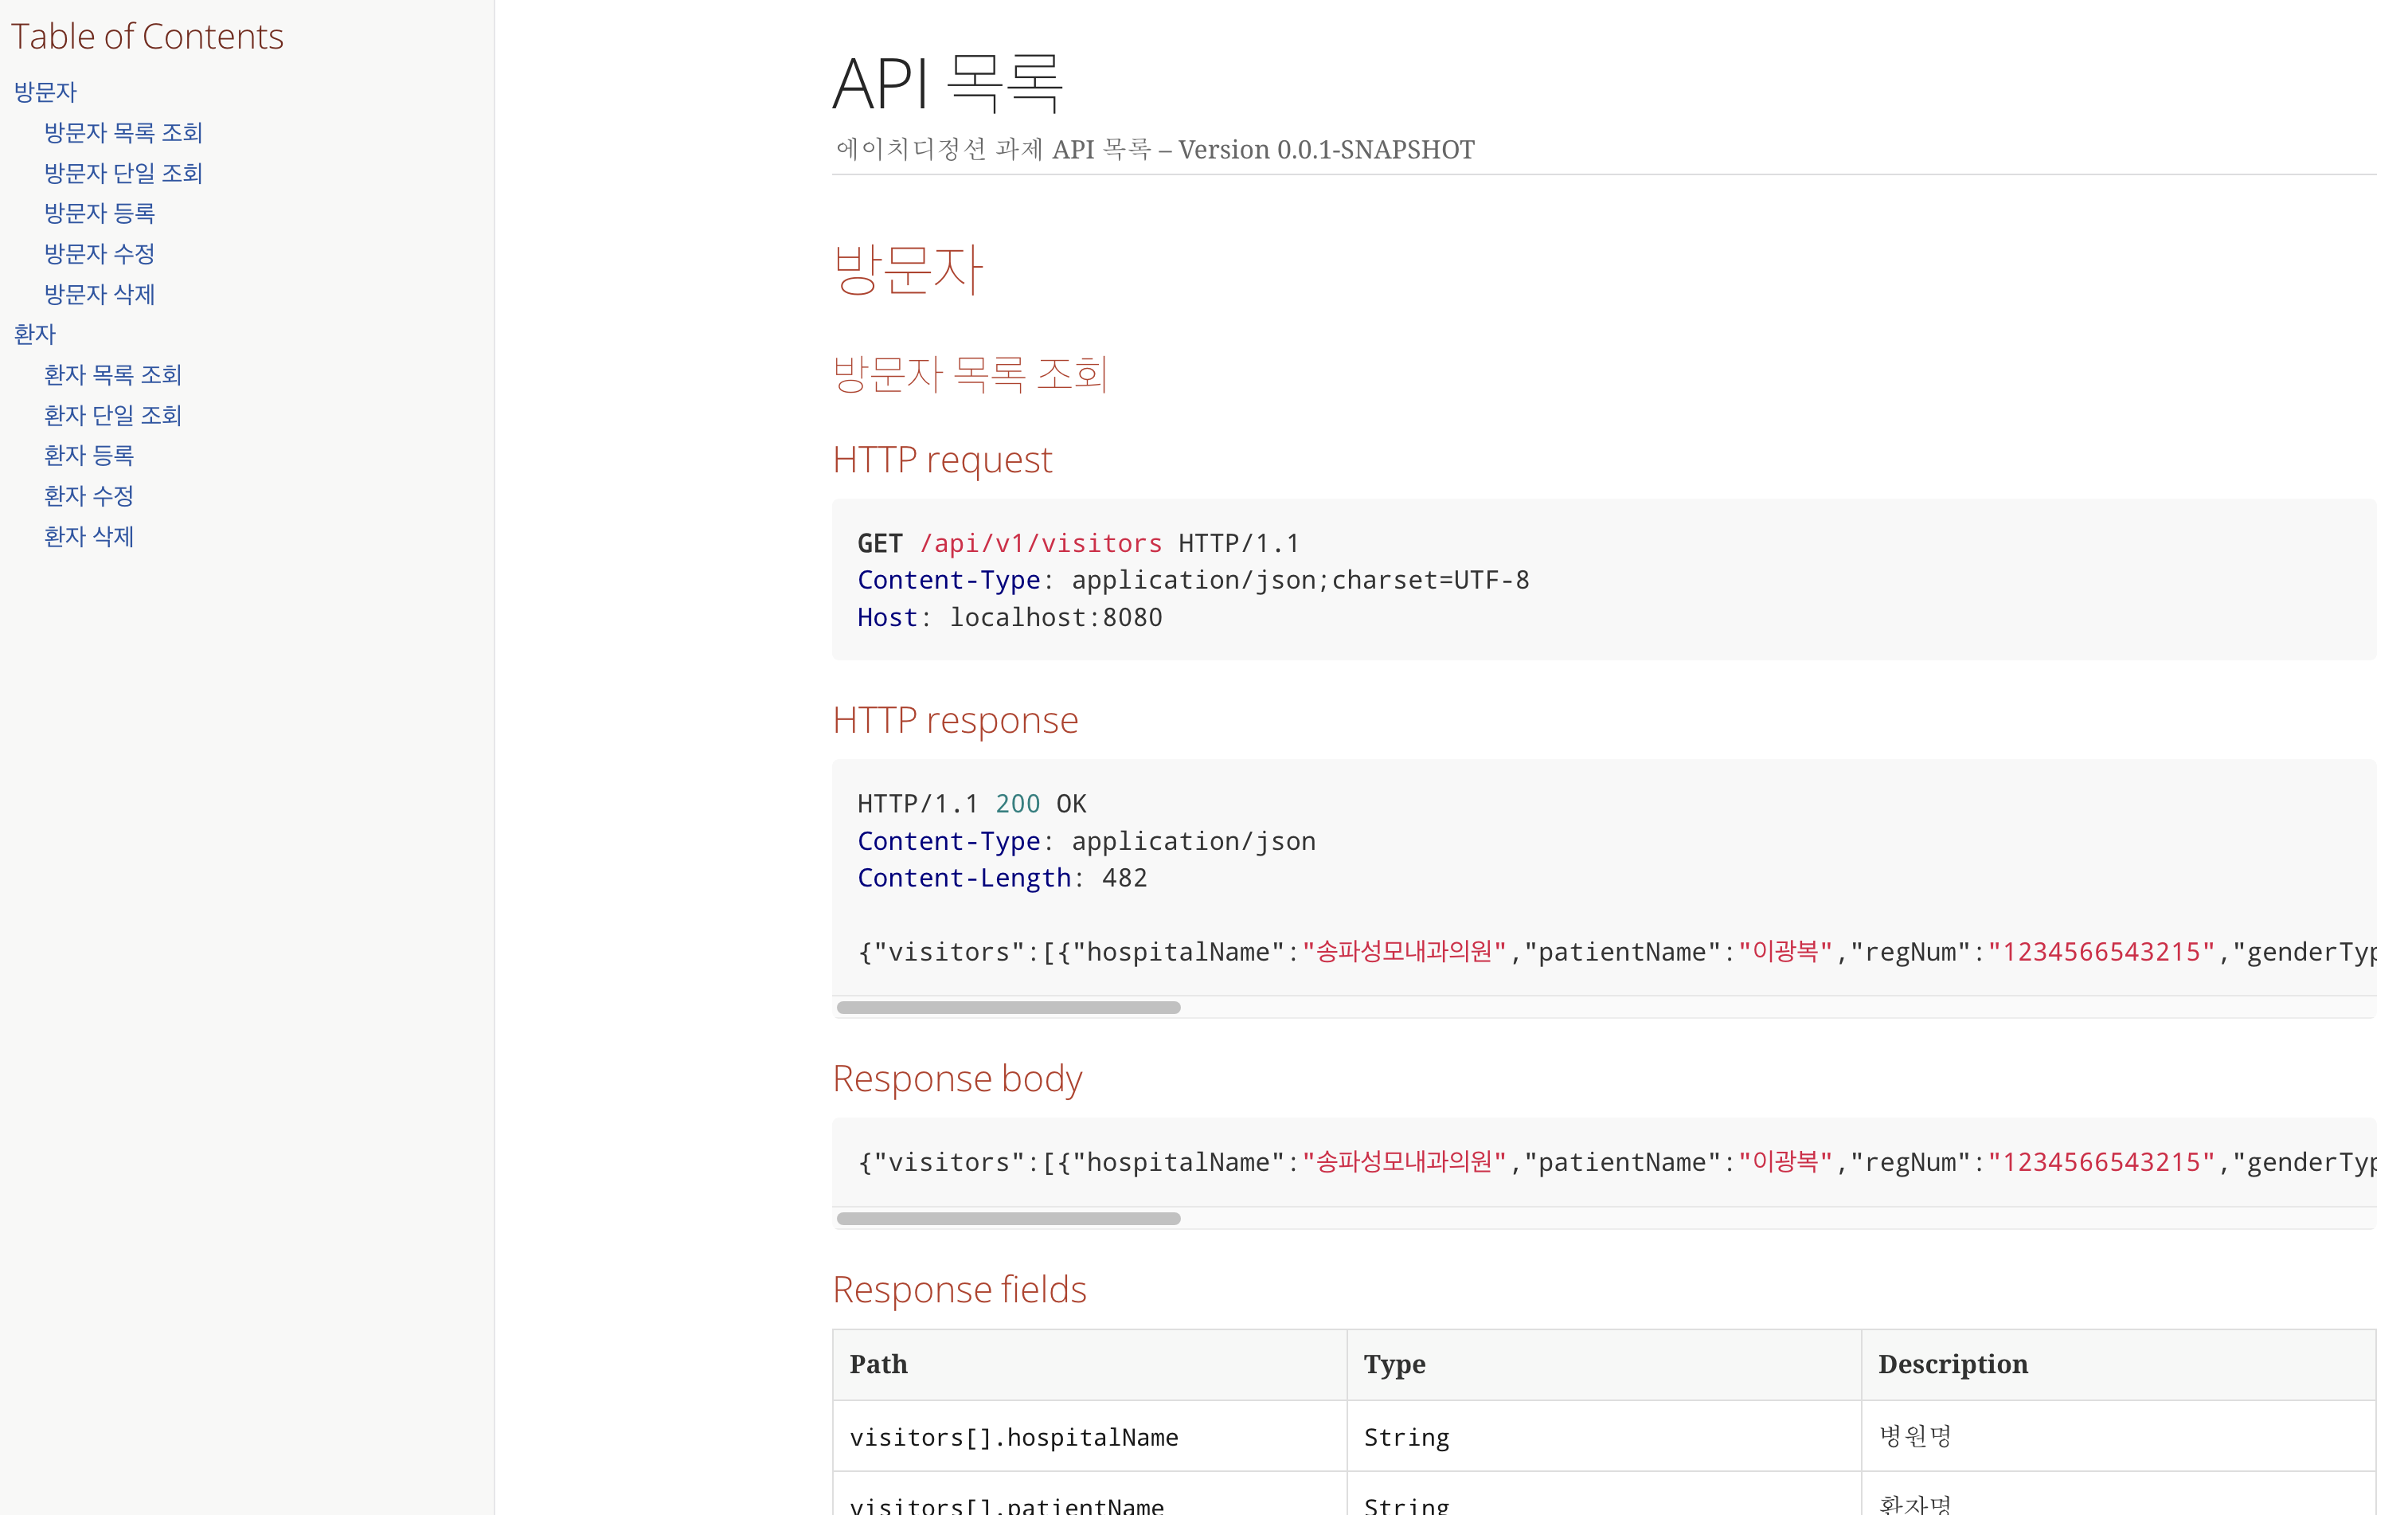 Table of Contents
방문자
방문자 목록 조회
방문자 단일 조회
방문자 등록
방문자 수정
방문자 삭제
환자
환자 목록 조회
환자 단일 조회
환자 등록
환자 수정
환자 삭제
API 목록
에이치디정션 과제 API 목록 – Version 0.0.1-SNAPSHOT
방문자
방문자 목록 조회
HTTP request
GET /api/v1/visitors HTTP/1.1
Content-Type: application/json;charset=UTF-8
Host: localhost:8080
HTTP response
HTTP/1.1 200 OK
Content-Type: application/json
Content-Length: 482
{"visitors":[{"hospitalName":"송파성모내과의원","patientName":"이광복","regNum":"1234566543215","genderTyp
Response body
{"visitors":[{"hospitalName":"송파성모내과의원","patientName":"이광복","regNum":"1234566543215","genderTyp
Response fields
Path Type Description
visitors[].hospitalName String 병원명
visitors[].patientName String 환자명